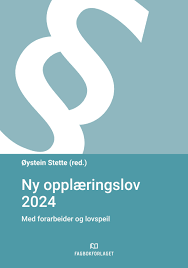 Øystein Stette (red.)
Ny opplæringslov
2024
Med forarbeider og lovspeil
FAGBOKFORLAGET